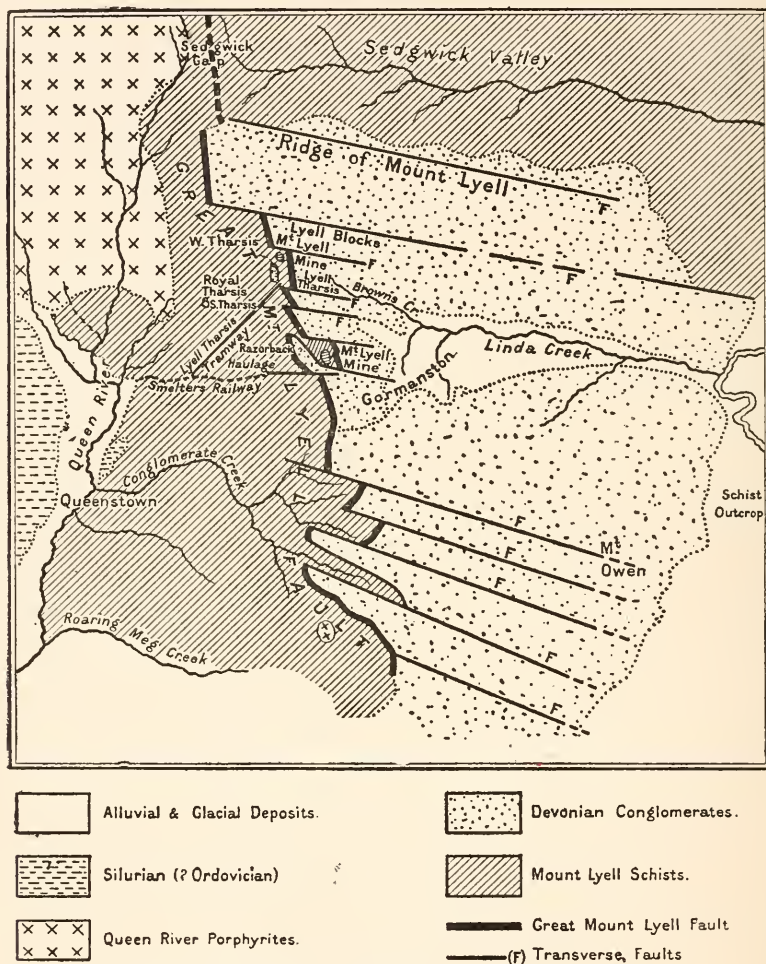 Sedgwick
Gap
Sedgwick Valley
Ridge of Mount Lyell
F
GREAT MT LYELL FAULT
Lyell Blocks
W. Tharsis
Mt Lyell
Mine
F
F
Lyell
Tharsis
Royal
Tharsis
& S. Tharsis
Browns Cr.
F
F
Lyell Tharsis
Tramway
Razorback
Haulage
Mt Lyell
Mine
Linda Creek
Gormanston
Smelters Railway
Queen River
Conglomerate Creek
Queenstown
Schist
Outcrop
F
Mt
Owen
F
F
F
F
Roaring Meg Creek
Alluvial & Glacial Deposits.
Devonian Conglomerates.
Silurian (? Ordovician)
Mount Lyell Schists.
Queen River Porphyrites.
Great Mount Lyell Fault
(F) Transverse, Faults